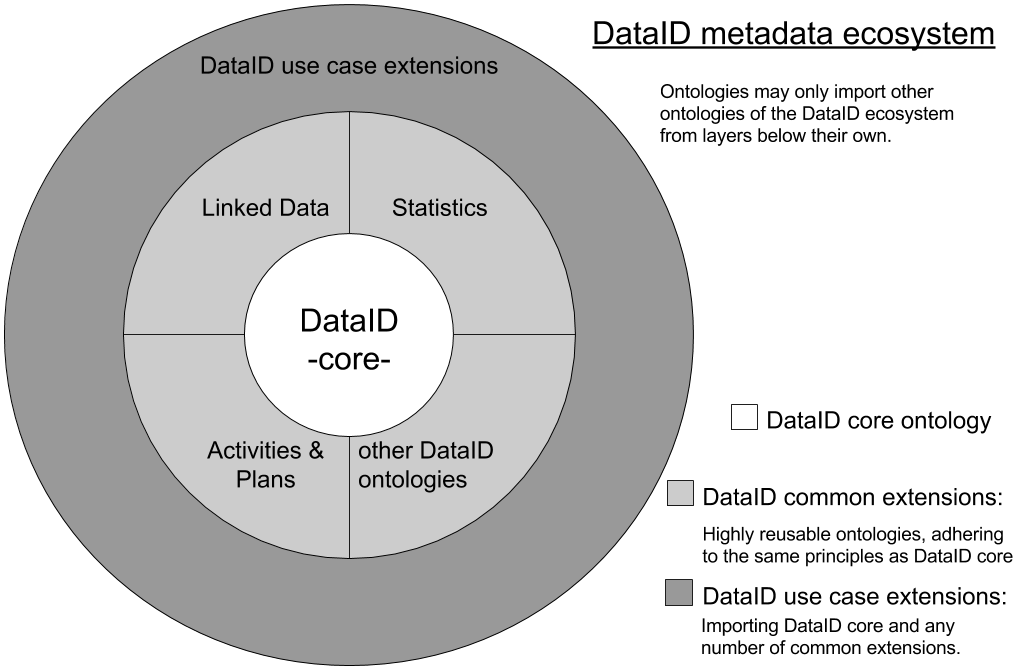 DataID metadata ecosystem
Ontologies may only import other
ontologies of the DataID ecosystem
from layers below their own.
DataID use case extensions
Linked Data
Statistics
DataID
-core-
Activities &
Plans
other DataID
ontologies
DataID core ontology
DataID common extensions:
Highly reusable ontologies, adhering
to the same principles as DataID core
DataID use case extensions:
Importing DataID core and any
number of common extensions.